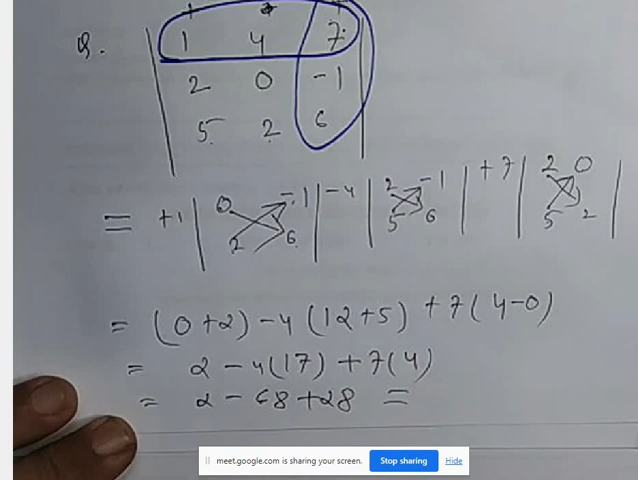 + - +
Q. | 1 4 7 |
| 2 0 -1 |
| 5 2 6 |
= +1 | 0 -1 | -4 | 2 -1 | +7 | 2 0 |
| 2 6 | | 5 6 | | 5 2 |
= (0+2) - 4 (12+5) + 7 (4-0)
= 2 - 4(17) + 7(4)
= 2 - 68 + 28 =
meet.google.com is sharing your screen. Stop sharing Hide